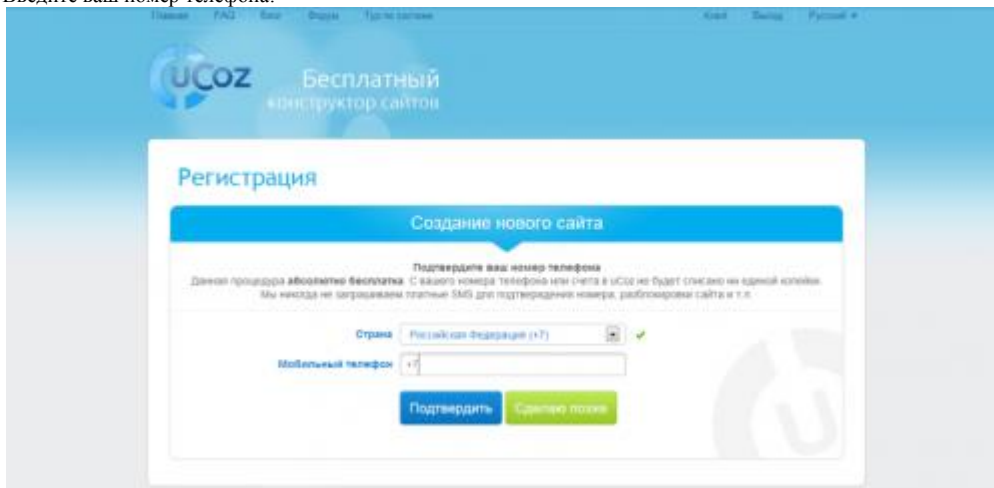 Введите ваш номер телефона.
Главная FAQ Блог Форум Тур по системе Выход Русский
uCoz
Бесплатный
конструктор сайтов
Регистрация
Создание нового сайта
Подтвердите ваш номер телефона
Данная процедура абсолютно бесплатна. С вашего номера телефона или счета в uCoz не будет списано ни единой копейки.
Мы никогда не запрашиваем платные SMS для подтверждения номера, разблокировки сайта и т.п.
Страна Российская Федерация (+7)
Мобильный телефон +7
Подтвердить Сделаю позже